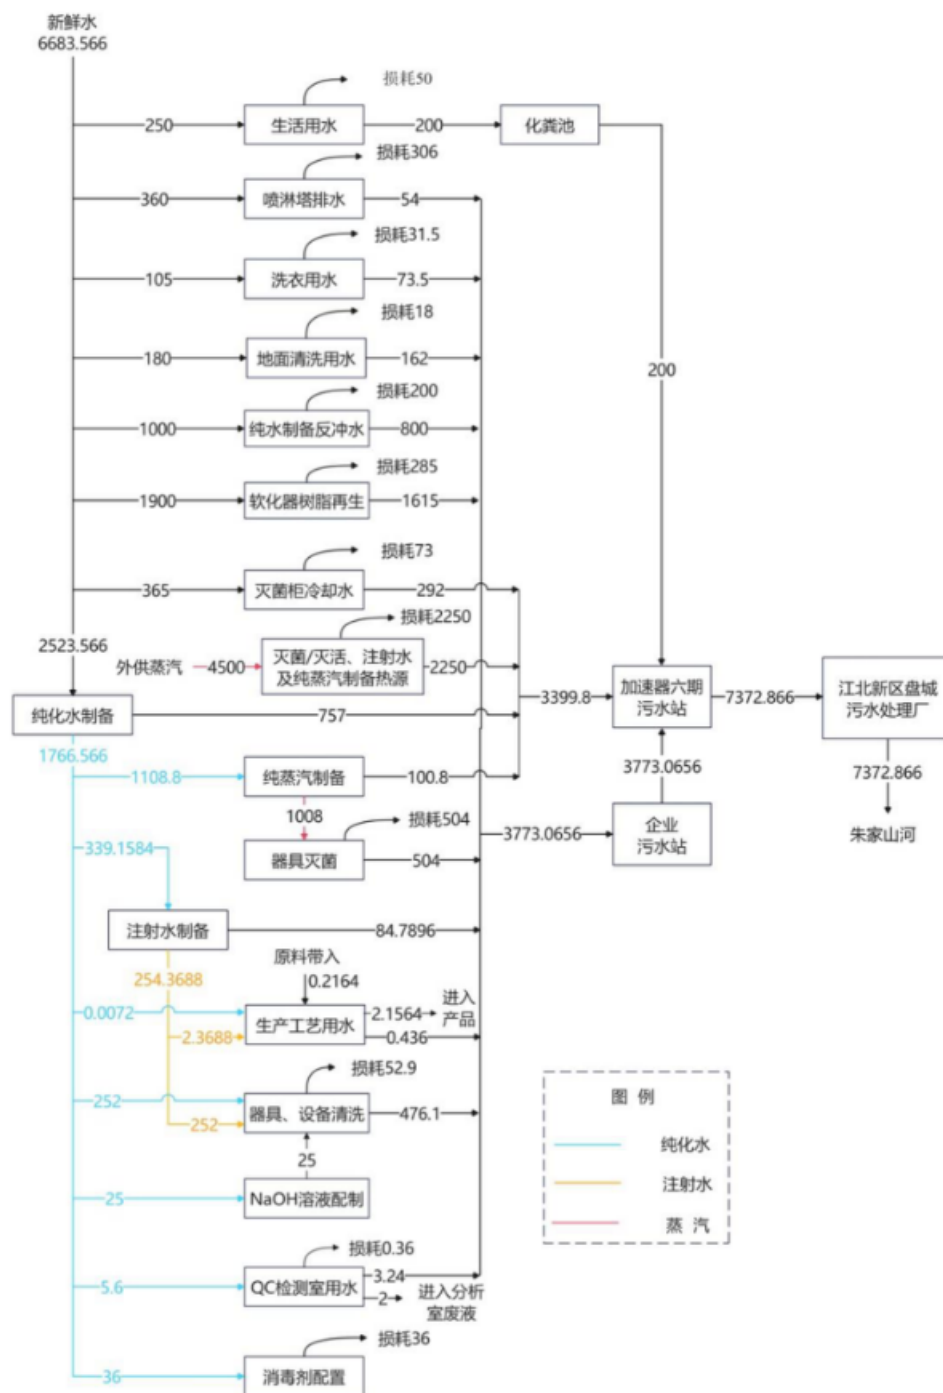 新鲜水
6683.566
损耗50
250
生活用水
200
化粪池
损耗306
360
喷淋塔排水
54
损耗31.5
105
洗衣用水
73.5
损耗18
180
地面清洗用水
162
200
损耗200
1000
纯水制备反冲水
800
损耗285
1900
软化器树脂再生
1615
损耗73
365
灭菌柜冷却水
292
损耗2250
2523.566
外供蒸汽
4500
灭菌/灭活、注射水
及纯蒸汽制备热源
2250
3399.8
加速器六期
污水站
7372.866
江北新区盘城
污水处理厂
纯化水制备
757
1766.566
3773.0656
7372.866
1108.8
纯蒸汽制备
100.8
1008
损耗504
企业
污水站
朱家山河
339.1584
器具灭菌
504
3773.0656
注射水制备
84.7896
254.3688
原料带入
0.2164
0.0072
生产工艺用水
2.1564
进入
产品
2.3688
0.436
损耗52.9
252
器具、设备清洗
476.1
252
25
25
NaOH溶液配制
损耗0.36
5.6
QC检测室用水
3.24
2
进入分析
室废液
损耗36
36
消毒剂配置
图 例
纯化水
注射水
蒸 汽